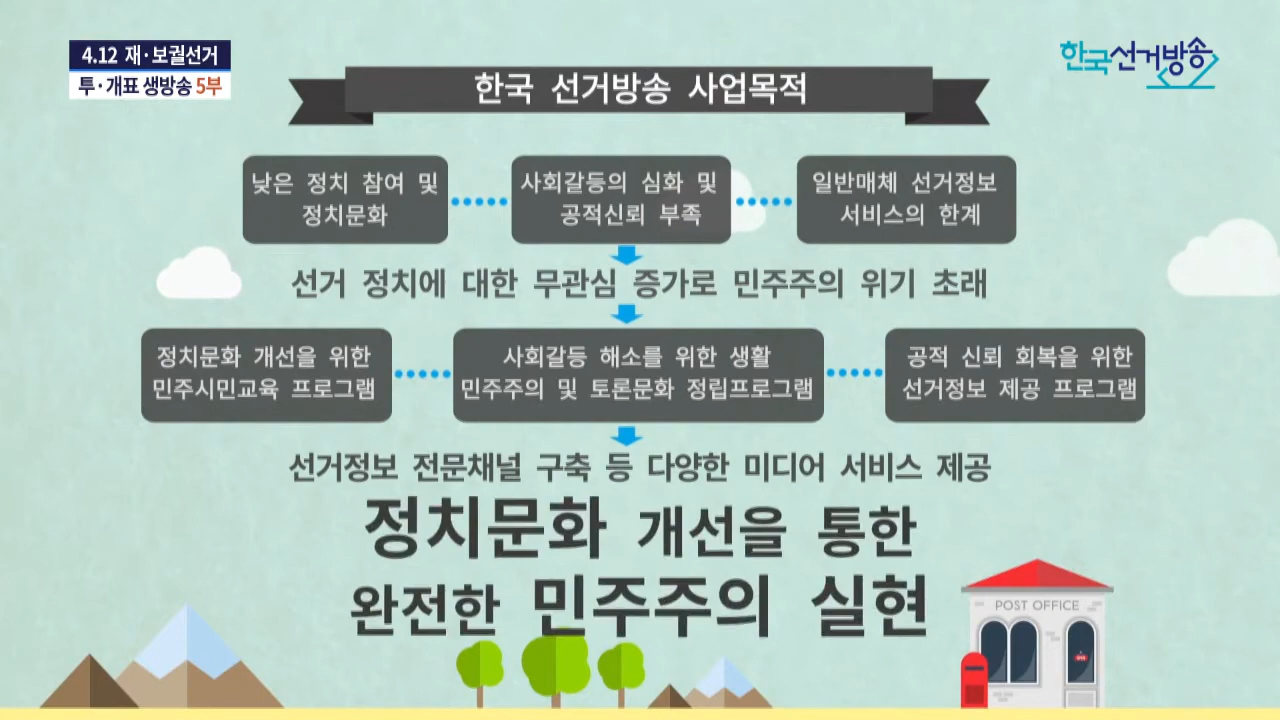 4.12 재·보궐선거
투·개표 생방송 5부
한국선거방송
한국 선거방송 사업목적
낮은 정치 참여 및
정치문화
사회갈등의 심화 및
공적신뢰 부족
일반매체 선거정보
서비스의 한계
선거 정치에 대한 무관심 증가로 민주주의 위기 초래
정치문화 개선을 위한
민주시민교육 프로그램
사회갈등 해소를 위한 생활
민주주의 및 토론문화 정립프로그램
공적 신뢰 회복을 위한
선거정보 제공 프로그램
선거정보 전문채널 구축 등 다양한 미디어 서비스 제공
정치문화 개선을 통한
완전한 민주주의 실현
POST OFFICE